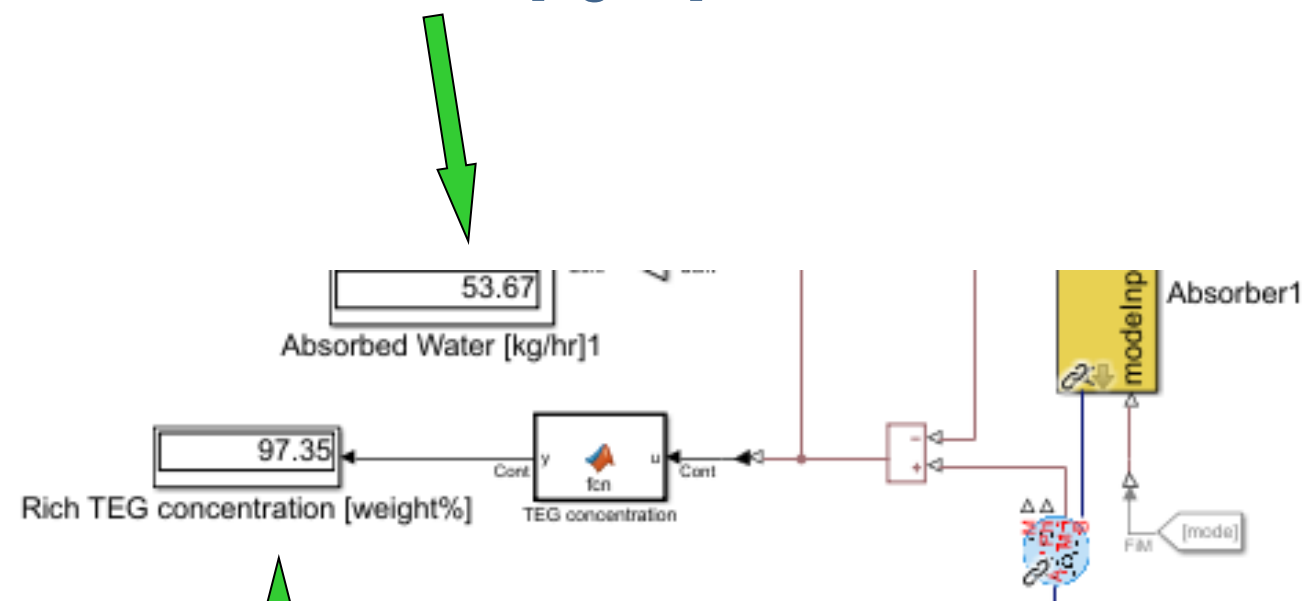 53.67
Absorbed Water [kg/hr]1
modeInp
Absorber1
97.35
Rich TEG concentration [weight%]
Cont
y
fcn
u
Cont
TEG concentration
−
+
[mode]